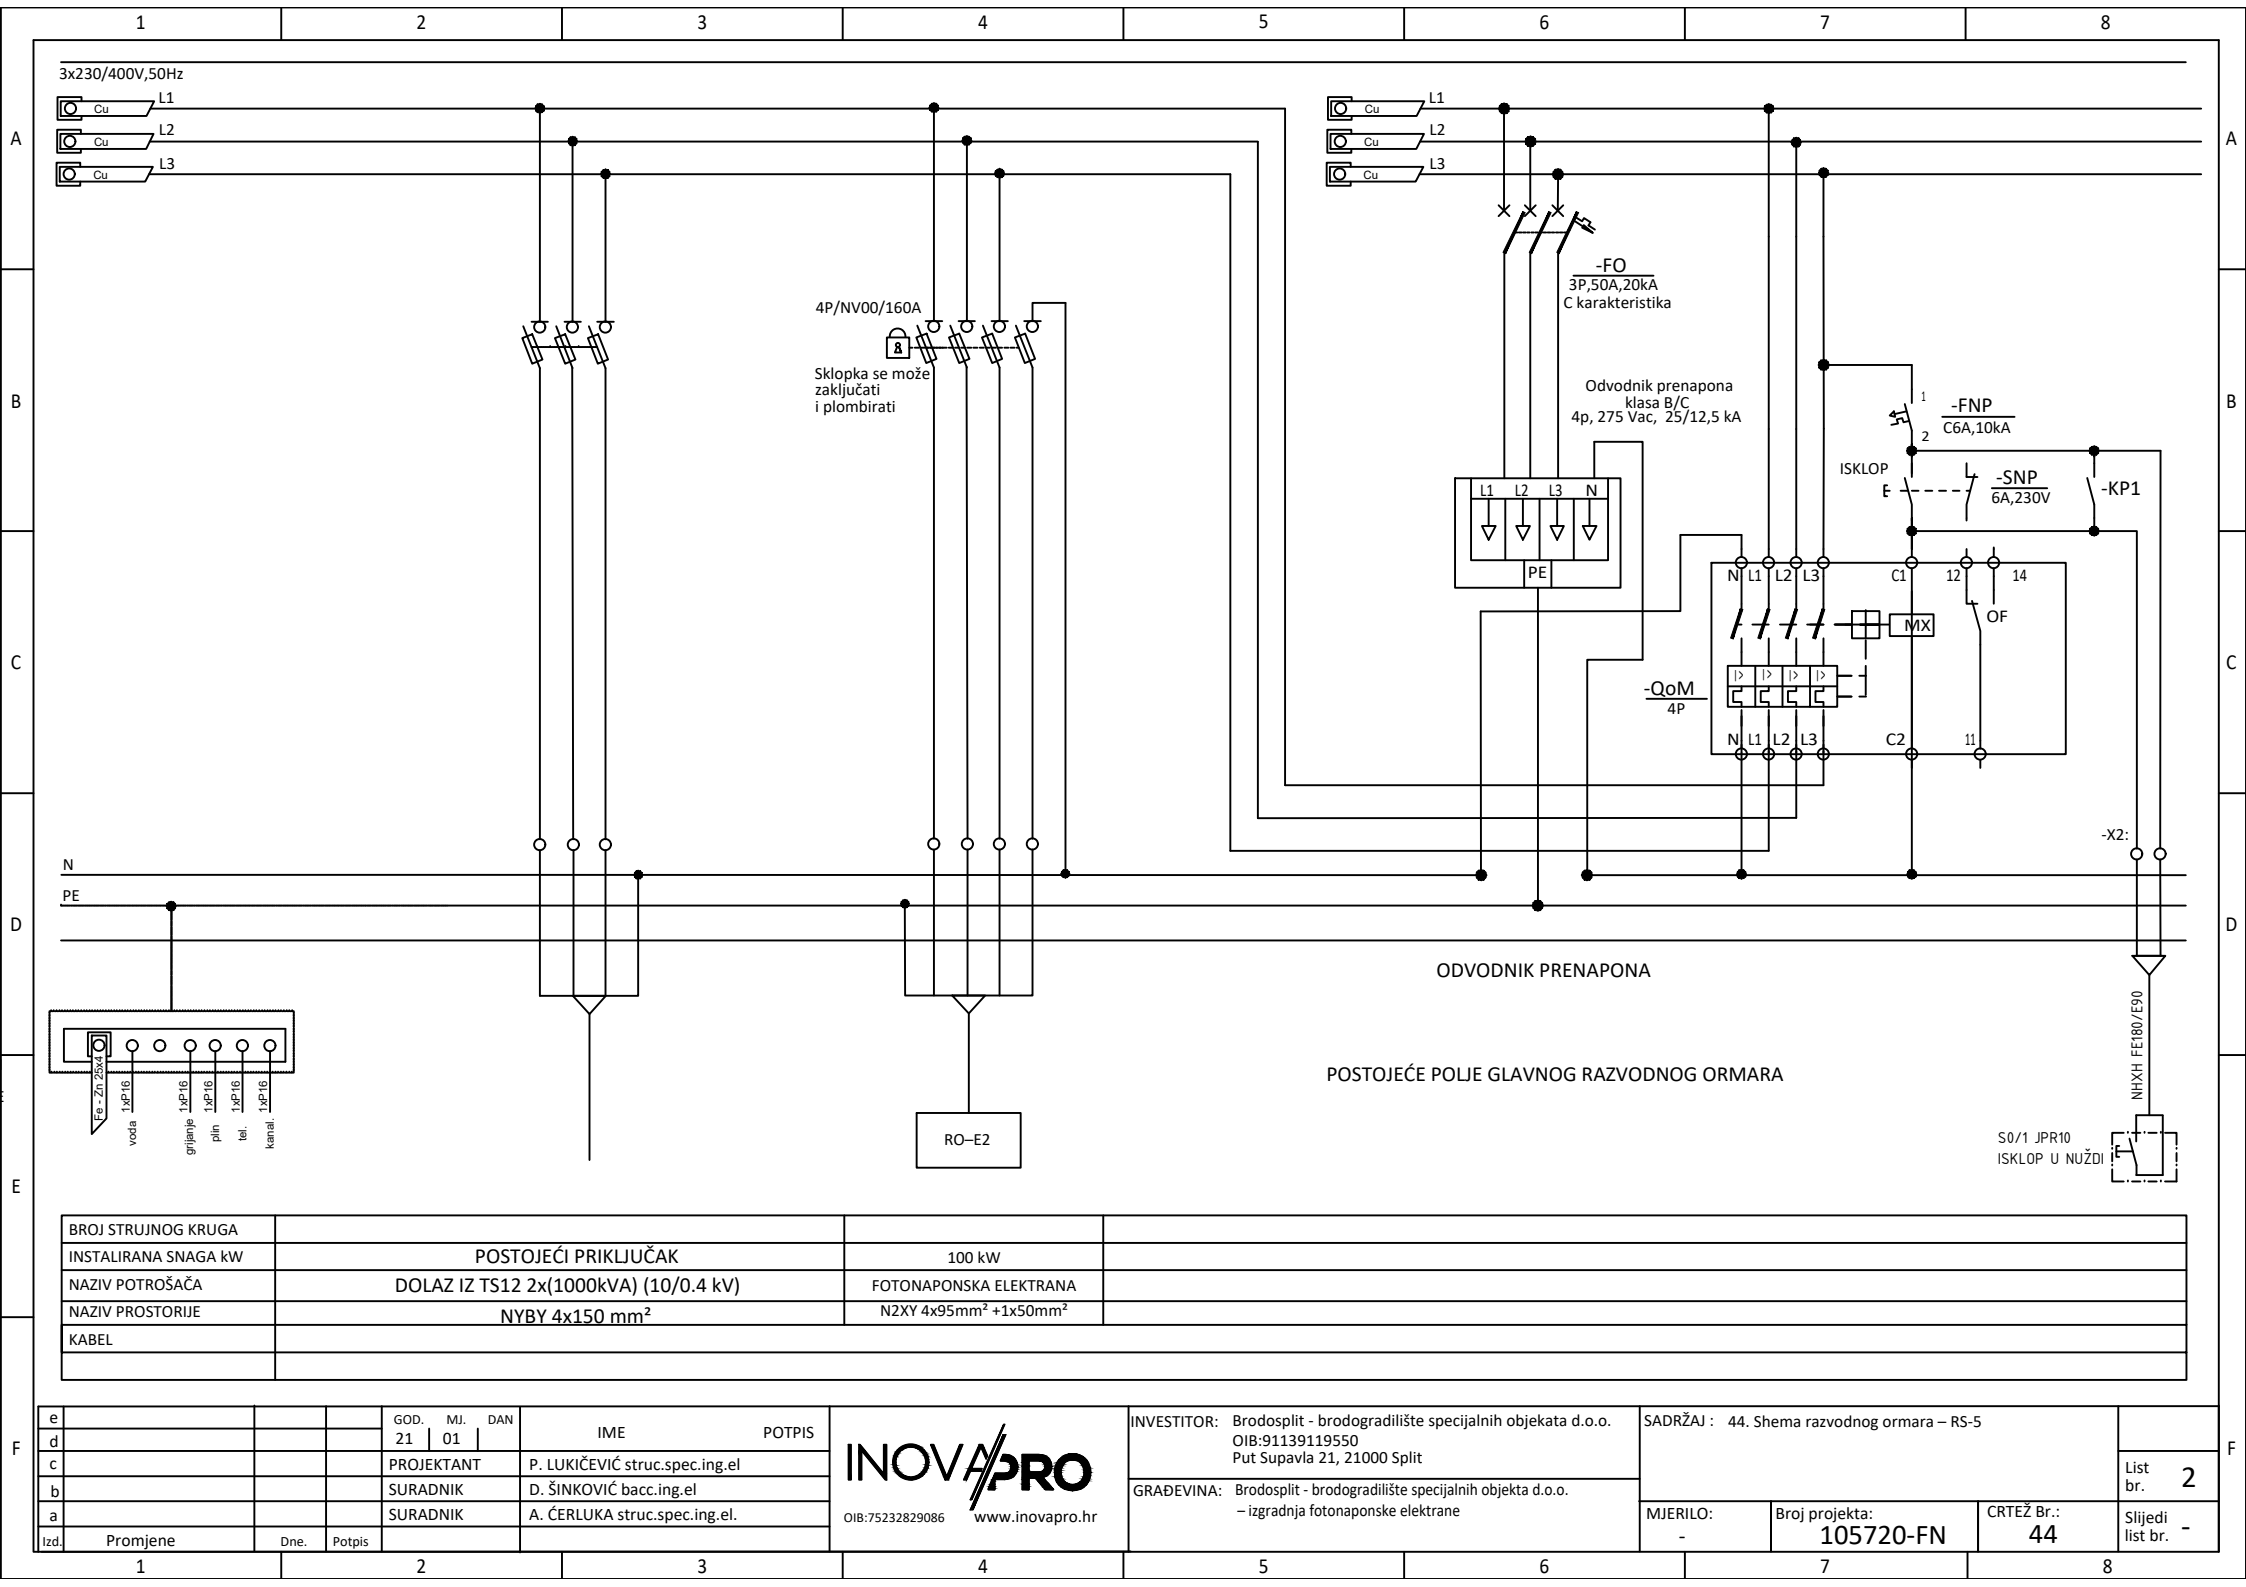 1 2 3 4 5 6 7 8
A
B
C
D
E
F
A
B
C
D
F
3x230/400V,50Hz
Cu L1
Cu L2
Cu L3
Cu L1
Cu L2
Cu L3
4P/NV00/160A
Sklopka se može
zaključati
i plombirati
-FO
3P,50A,20kA
C karakteristika
Odvodnik prenapona
klasa B/C
4p, 275 Vac, 25/12,5 kA
L1 L2 L3 N
PE
1
2
-FNP
C6A,10kA
ISKLOP
-SNP
6A,230V
-KP1
N L1 L2 L3 C1 12 14
MX
OF
I> I> I> I>
-QoM
4P
N L1 L2 L3 C2 11
-X2:
N
PE
ODVODNIK PRENAPONA
POSTOJEĆE POLJE GLAVNOG RAZVODNOG ORMARA
Fe - Zn 25x4
1xP16 voda
1xP16 grijanje
1xP16 plin
1xP16 tel.
1xP16 kanal.
RO–E2
NHXH FE180/E90
S0/1 JPR10
ISKLOP U NUŽDI
BROJ STRUJNOG KRUGA
INSTALIRANA SNAGA kW POSTOJEĆI PRIKLJUČAK 100 kW
NAZIV POTROŠAČA DOLAZ IZ TS12 2x(1000kVA) (10/0.4 kV) FOTONAPONSKA ELEKTRANA
NAZIV PROSTORIJE NYBY 4x150 mm² N2XY 4x95mm² +1x50mm²
KABEL
e
d
c
b
a
Izd. Promjene Dne. Potpis
GOD. MJ. DAN
21 01
IME POTPIS
PROJEKTANT P. LUKIČEVIĆ struc.spec.ing.el
SURADNIK D. ŠINKOVIĆ bacc.ing.el
SURADNIK A. ĆERLUKA struc.spec.ing.el.
INOVAPRO
OIB:75232829086 www.inovapro.hr
INVESTITOR: Brodosplit - brodogradilište specijalnih objekata d.o.o.
OIB:91139119550
Put Supavla 21, 21000 Split
GRAĐEVINA: Brodosplit - brodogradilište specijalnih objekta d.o.o.
– izgradnja fotonaponske elektrane
SADRŽAJ : 44. Shema razvodnog ormara – RS-5
MJERILO:
-
Broj projekta:
105720-FN
CRTEŽ Br.:
44
List
br. 2
Slijedi
list br. -
1 2 3 4 5 6 7 8